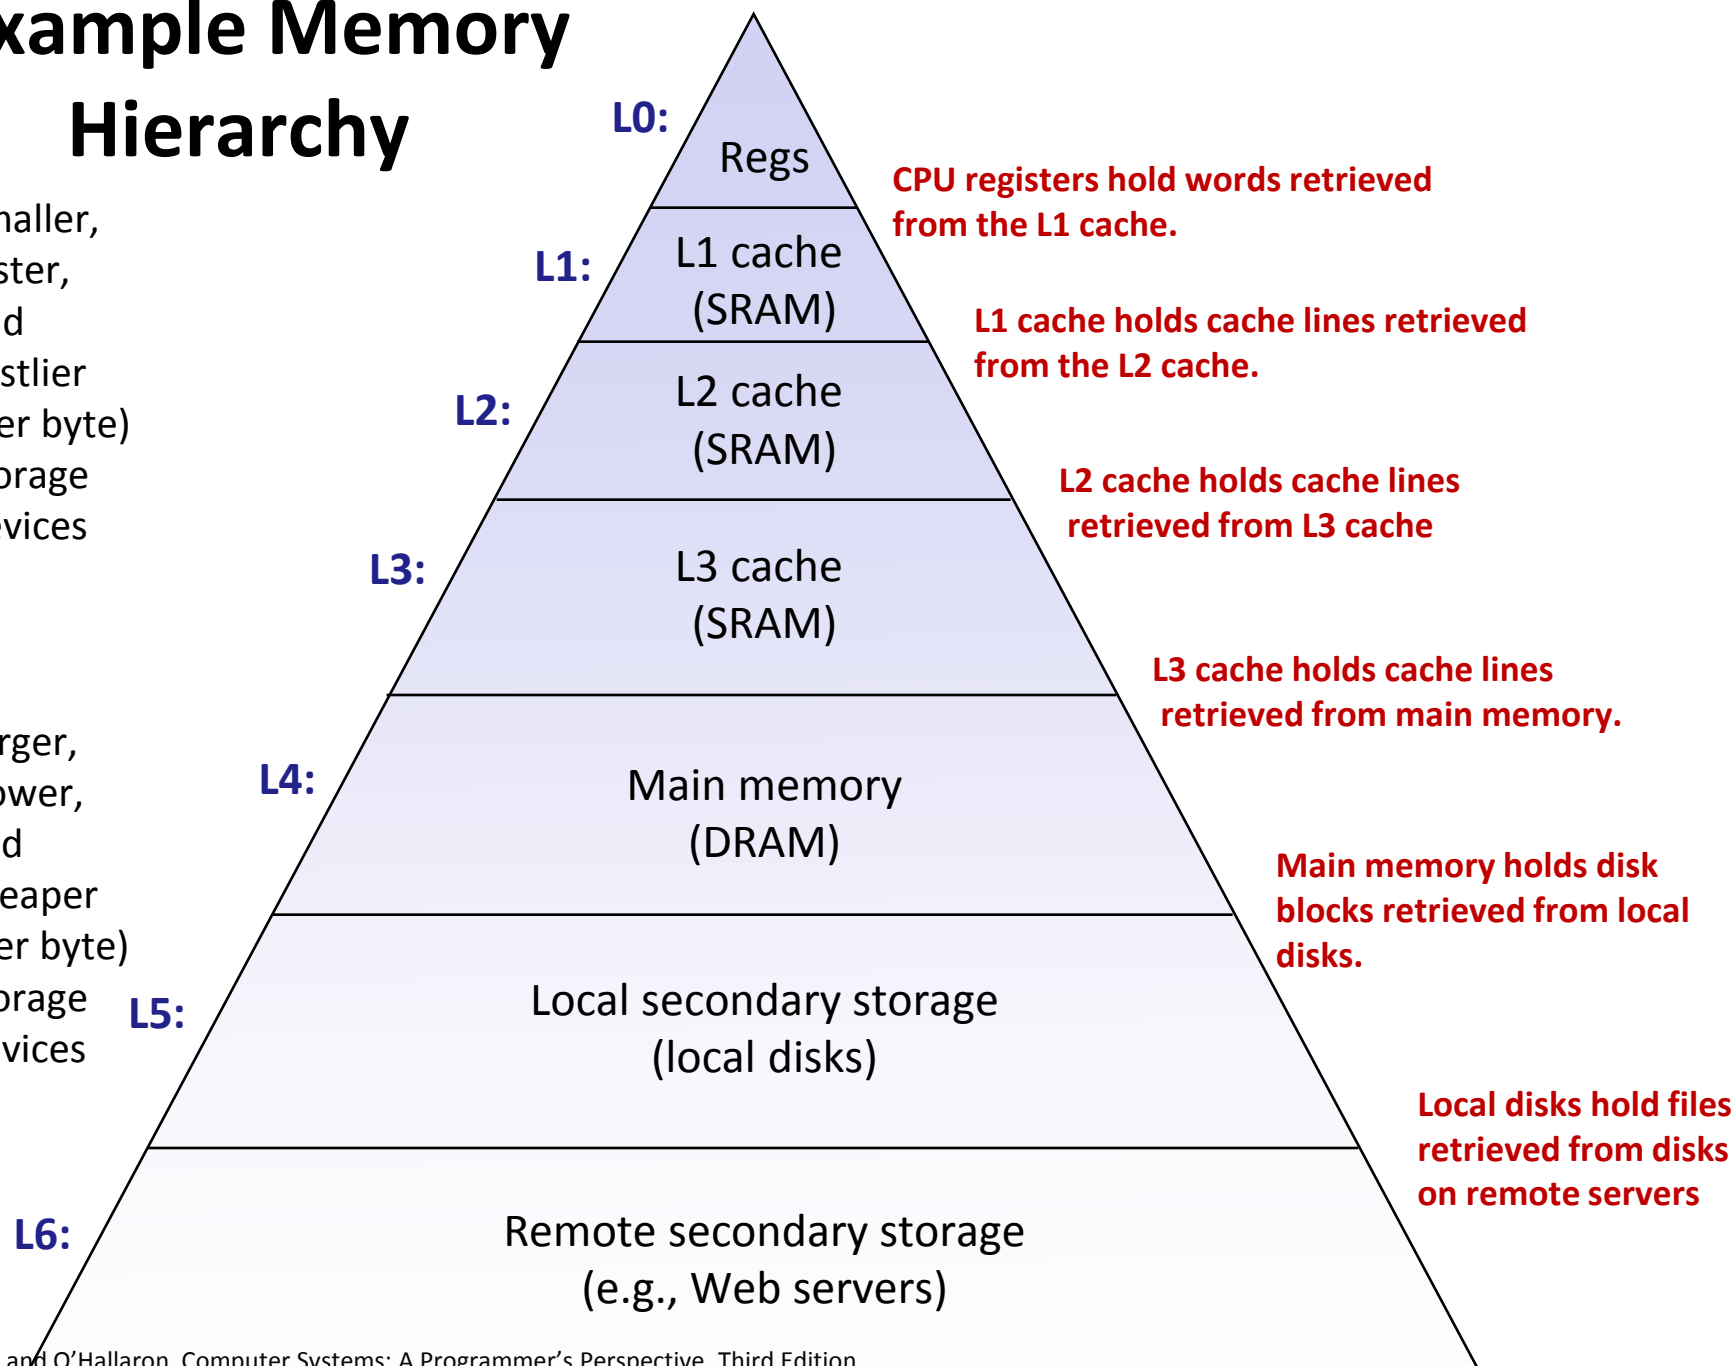 xample Memory
Hierarchy
L0:
Regs
CPU registers hold words retrieved
from the L1 cache.
maller,
ster,
d
stlier
er byte)
orage
evices
L1:
L1 cache
(SRAM)
L1 cache holds cache lines retrieved
from the L2 cache.
L2:
L2 cache
(SRAM)
L2 cache holds cache lines
retrieved from L3 cache
L3:
L3 cache
(SRAM)
L3 cache holds cache lines
retrieved from main memory.
rger,
ower,
d
eaper
er byte)
orage
vices
L4:
Main memory
(DRAM)
Main memory holds disk
blocks retrieved from local
disks.
L5:
Local secondary storage
(local disks)
Local disks hold files
retrieved from disks
on remote servers
L6:
Remote secondary storage
(e.g., Web servers)
and O'Hallaron, Computer Systems: A Programmer's Perspective, Third Edition